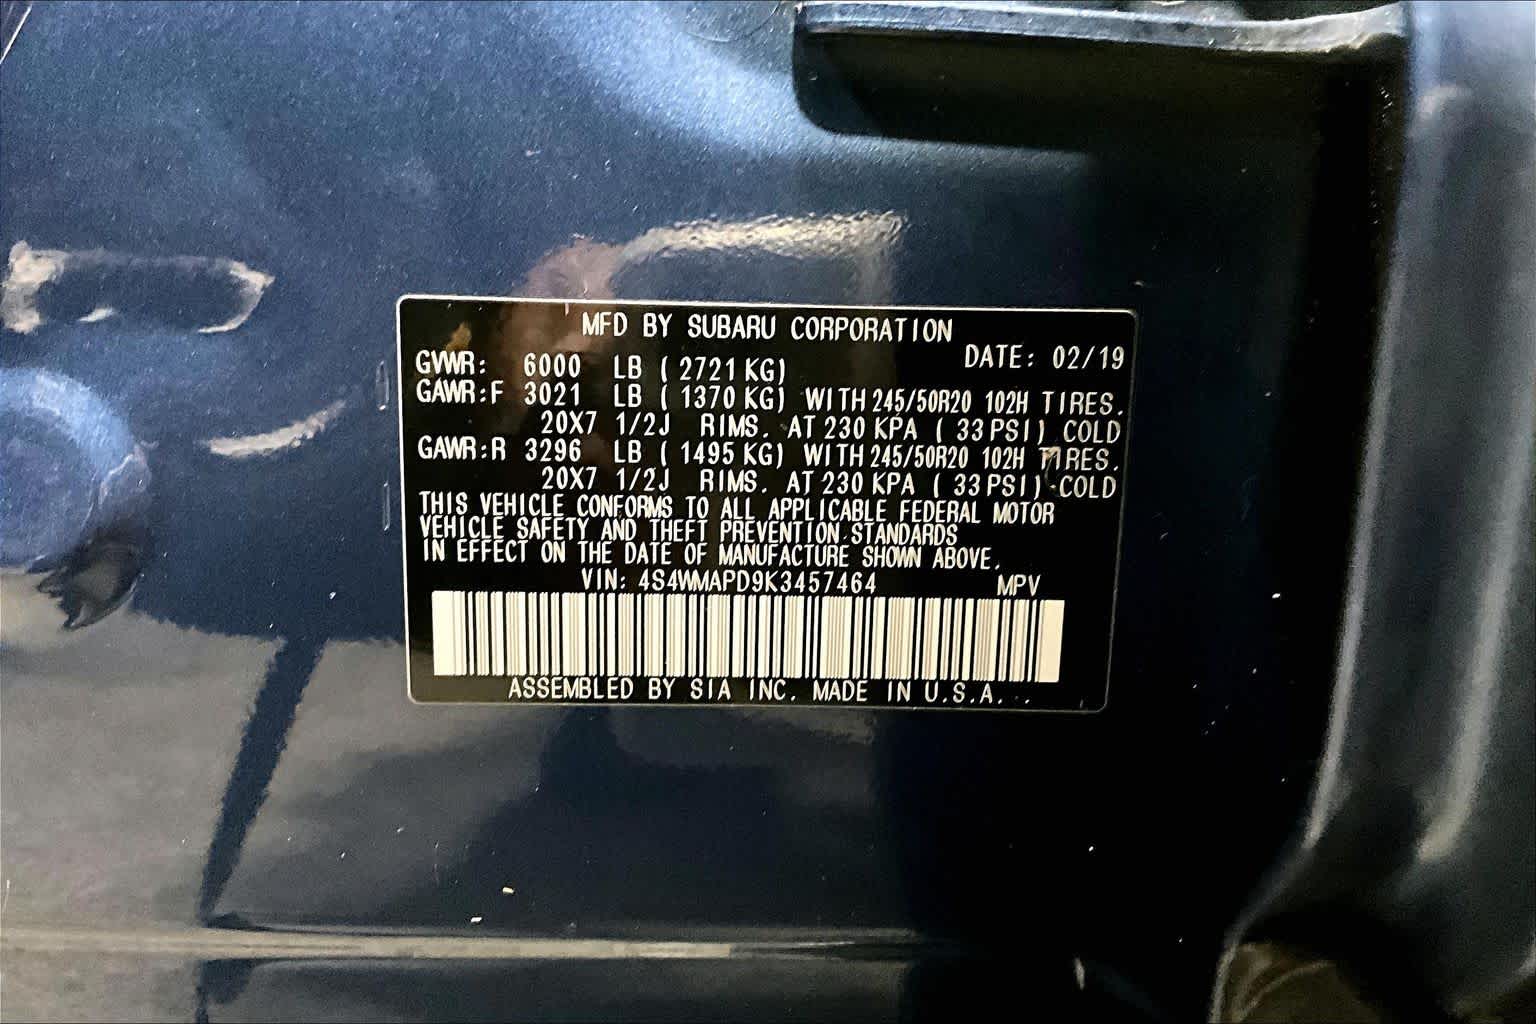 MFD BY SUBARU CORPORATION
DATE: 02/19
GVWR: 6000 LB ( 2721 KG)
GAWR:F 3021 LB ( 1370 KG) WITH 245/50R20 102H TIRES.
20X7 1/2J RIMS. AT 230 KPA ( 33 PSI) COLD
GAWR:R 3296 LB ( 1495 KG) WITH 245/50R20 102H TIRES.
20X7 1/2J RIMS. AT 230 KPA ( 33 PSI) COLD
THIS VEHICLE CONFORMS TO ALL APPLICABLE FEDERAL MOTOR
VEHICLE SAFETY AND THEFT PREVENTION STANDARDS
IN EFFECT ON THE DATE OF MANUFACTURE SHOWN ABOVE.
VIN: 4S4WMAPD9K3457464 MPV
ASSEMBLED BY SIA INC. MADE IN U.S.A...